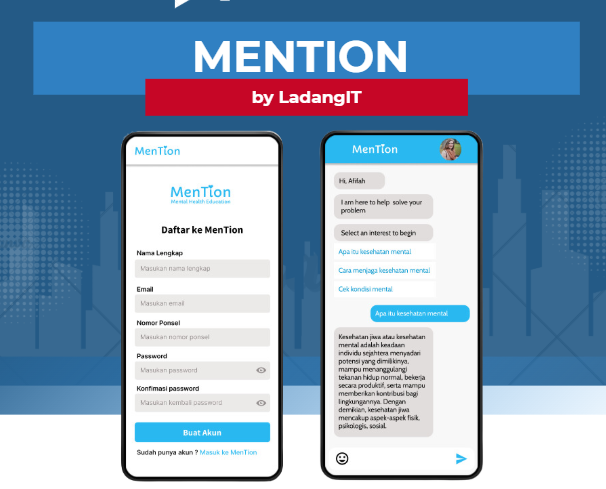 MENTION
by LadangIT
MenTion
MenTion
Mental Health Education
Daftar ke MenTion
Nama Lengkap
Masukan nama lengkap
Email
Masukan email
Nomor Ponsel
Masukan nomor ponsel
Password
Masukan password
Konfimasi password
Masukan kembali password
Buat Akun
Sudah punya akun ? Masuk ke MenTion
MenTion
Hi, Afifah
I am here to help solve your
problem
Select an interest to begin
Apa itu kesehatan mental
Cara menjaga kesehatan mental
Cek kondisi mental
Apa itu kesehatan mental
Kesehatan jiwa atau kesehatan
mental adalah keadaan
individu sejahtera menyadari
potensi yang dimilikinya,
mampu menanggulangi
tekanan hidup normal, bekerja
secara produktif, serta mampu
memberikan kontribusi bagi
lingkungannya. Dengan
demikian, kesehatan jiwa
mencakup aspek-aspek fisik,
psikologis, sosial.